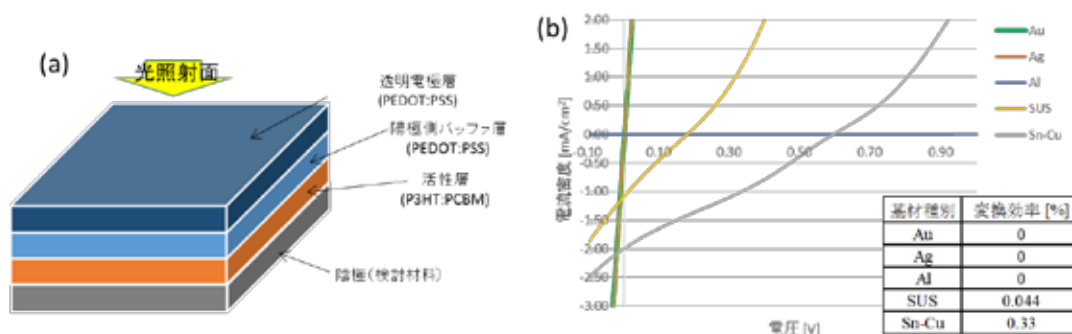 (a)
光照射面
透明電極層
(PEDOT:PSS)
陽極側バッファ層
(PEDOT:PSS)
活性層
(P3HT:PCBM)
陰極(検討材料)
(b)
電流密度 [mA/cm²]
2.00
1.50
1.00
0.50
0.00
-0.50
-1.00
-1.50
-2.00
-2.50
-3.00
-0.10
0.10
0.30
0.50
0.70
0.90
電圧 [V]
Au
Ag
Al
SUS
Sn-Cu
基材種別 変換効率 [%]
Au 0
Ag 0
Al 0
SUS 0.044
Sn-Cu 0.33